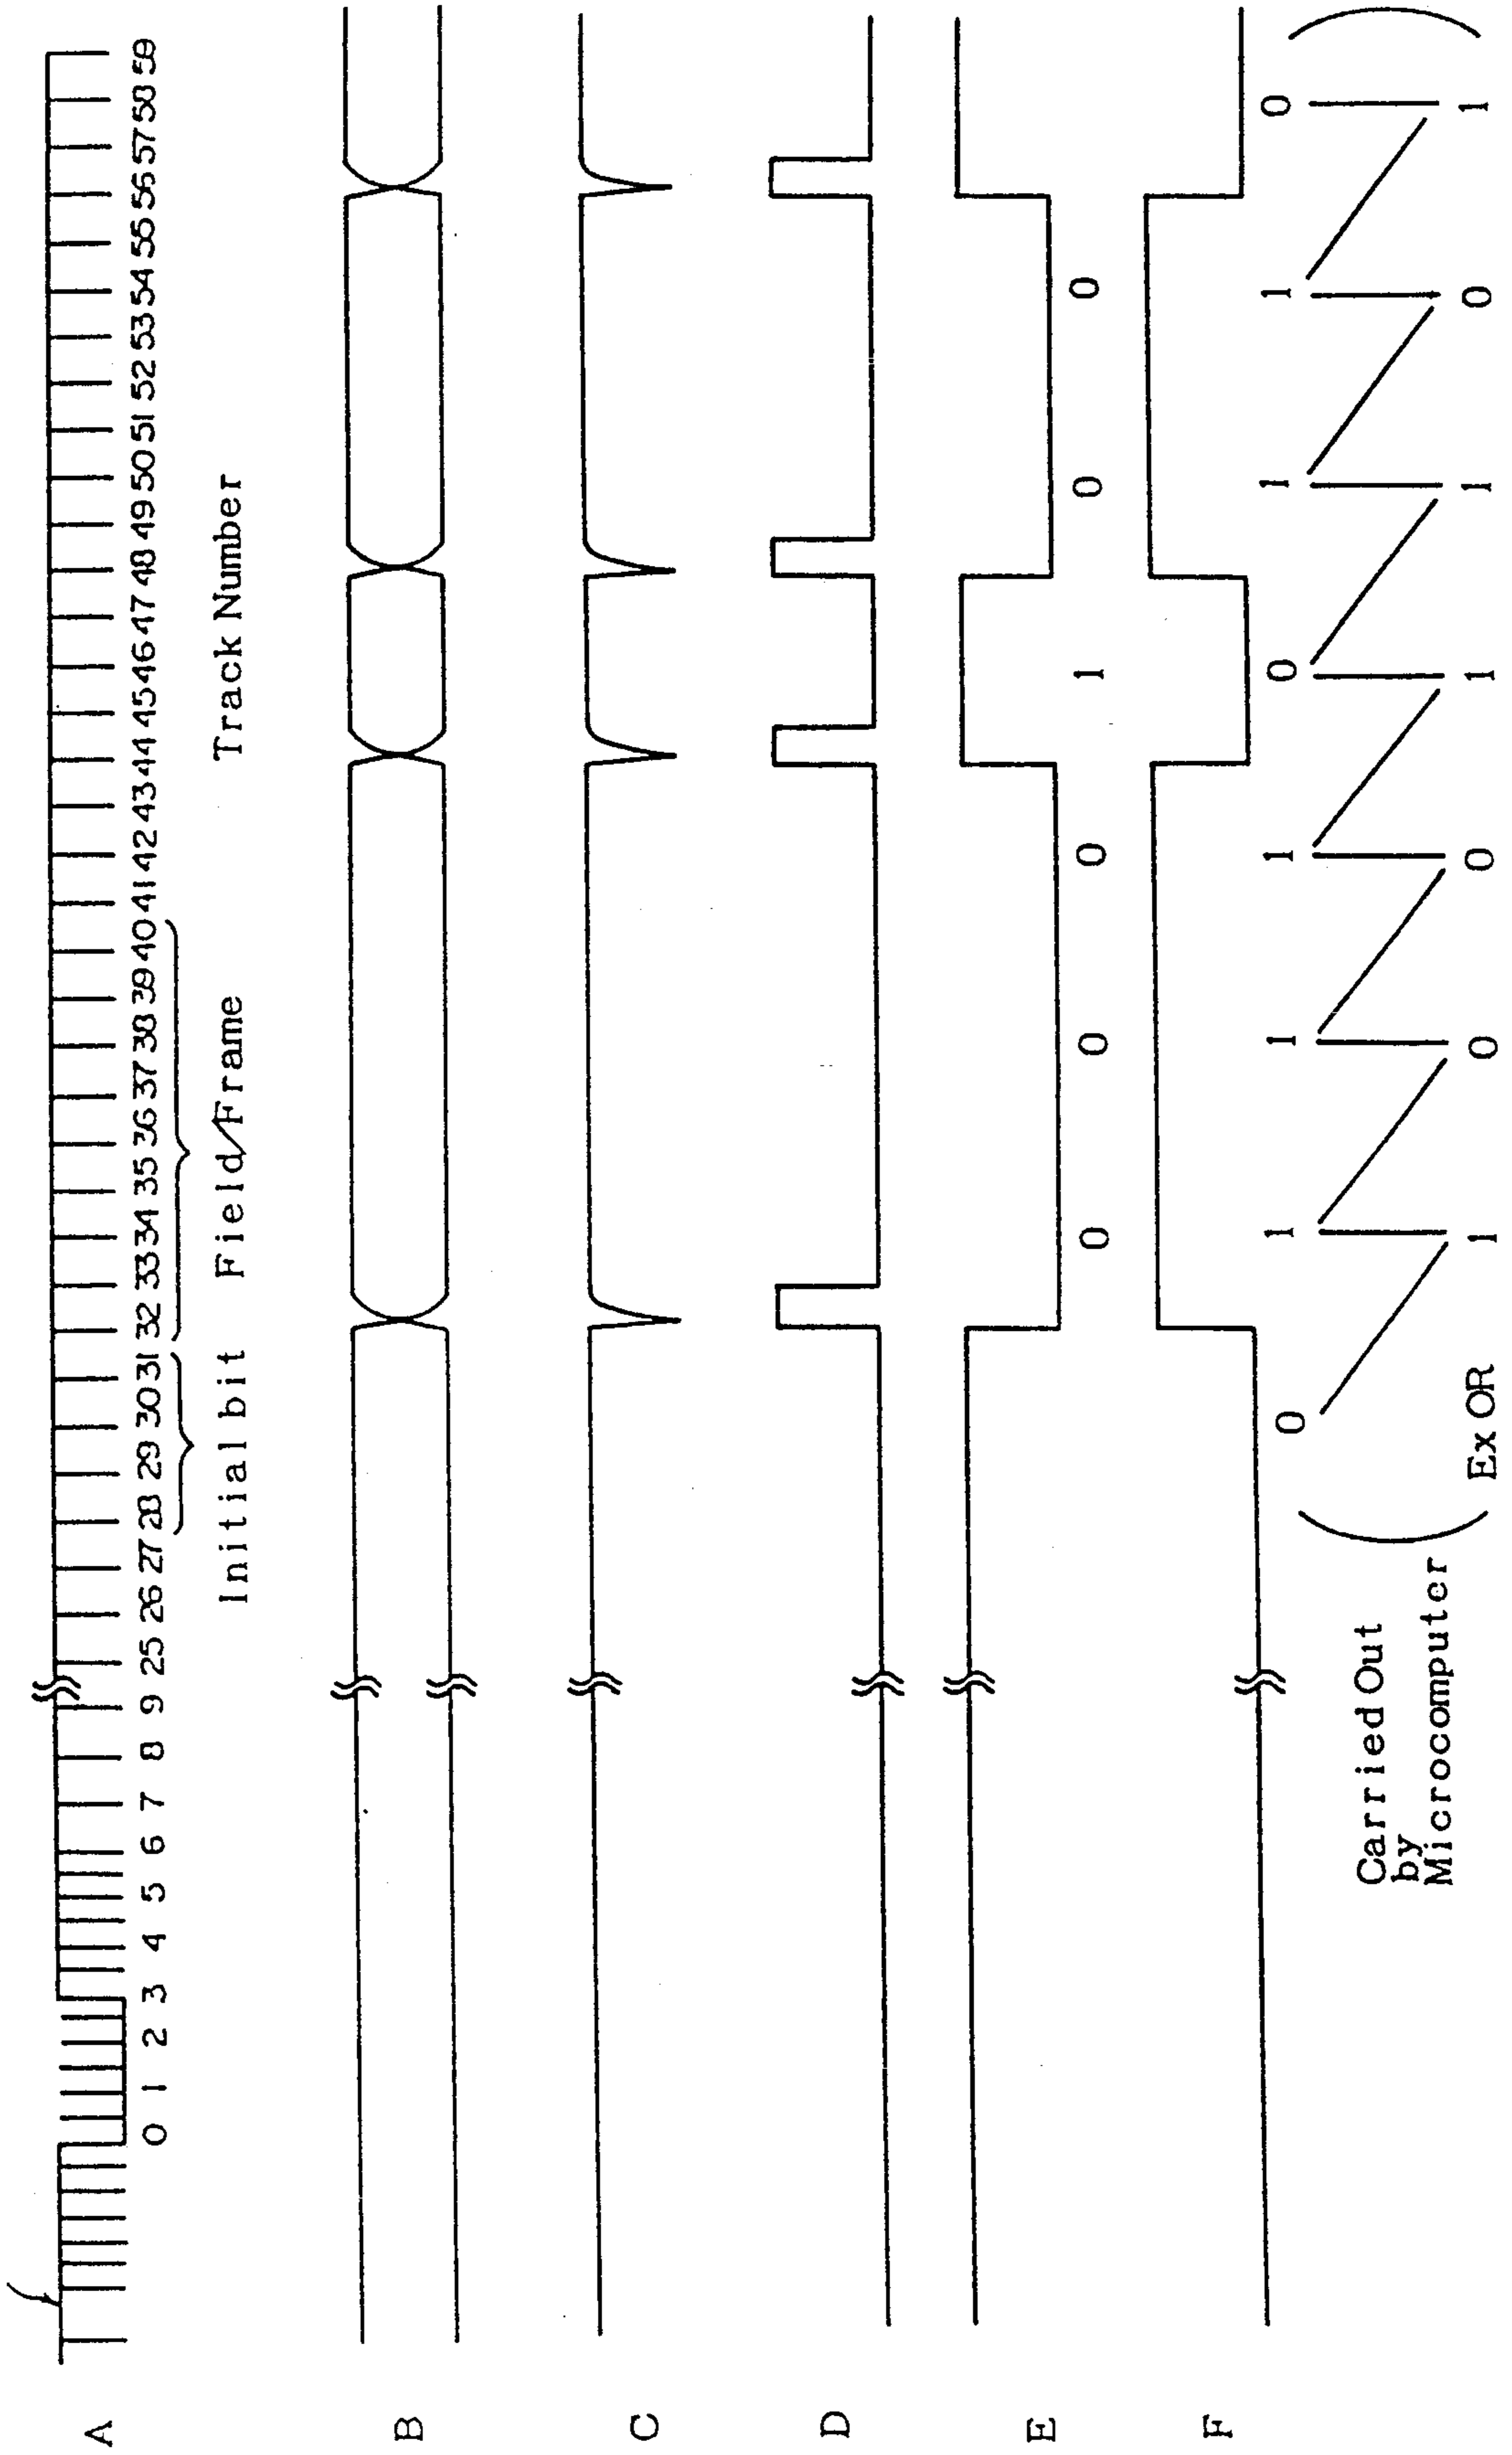 A
0 1 2 3 4 5 6 7 8 9 25 26 27 28 29 30 31 32 33 34 35 36 37 38 39 40 41 42 43 44 45 46 47 48 49 50 51 52 53 54 55 56 57 58 59
Initial bit Field/Frame Track Number
B
C
D
E
0 0 0 1 0 0
F
0 1 1 1 0 1 1 0
Carried Out
by
Microcomputer
Ex OR 1 0 0 1 1 0 1